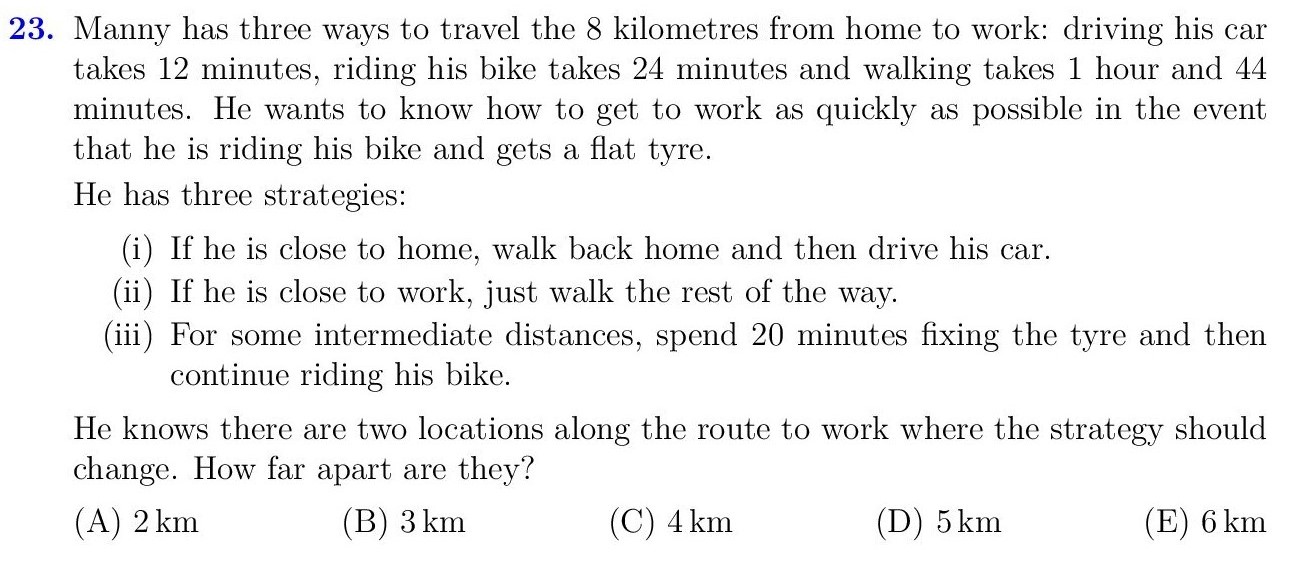 23. Manny has three ways to travel the 8 kilometres from home to work: driving his car
takes 12 minutes, riding his bike takes 24 minutes and walking takes 1 hour and 44
minutes. He wants to know how to get to work as quickly as possible in the event
that he is riding his bike and gets a flat tyre.
He has three strategies:
(i) If he is close to home, walk back home and then drive his car.
(ii) If he is close to work, just walk the rest of the way.
(iii) For some intermediate distances, spend 20 minutes fixing the tyre and then
continue riding his bike.
He knows there are two locations along the route to work where the strategy should
change. How far apart are they?
(A) 2 km (B) 3 km (C) 4 km (D) 5 km (E) 6 km